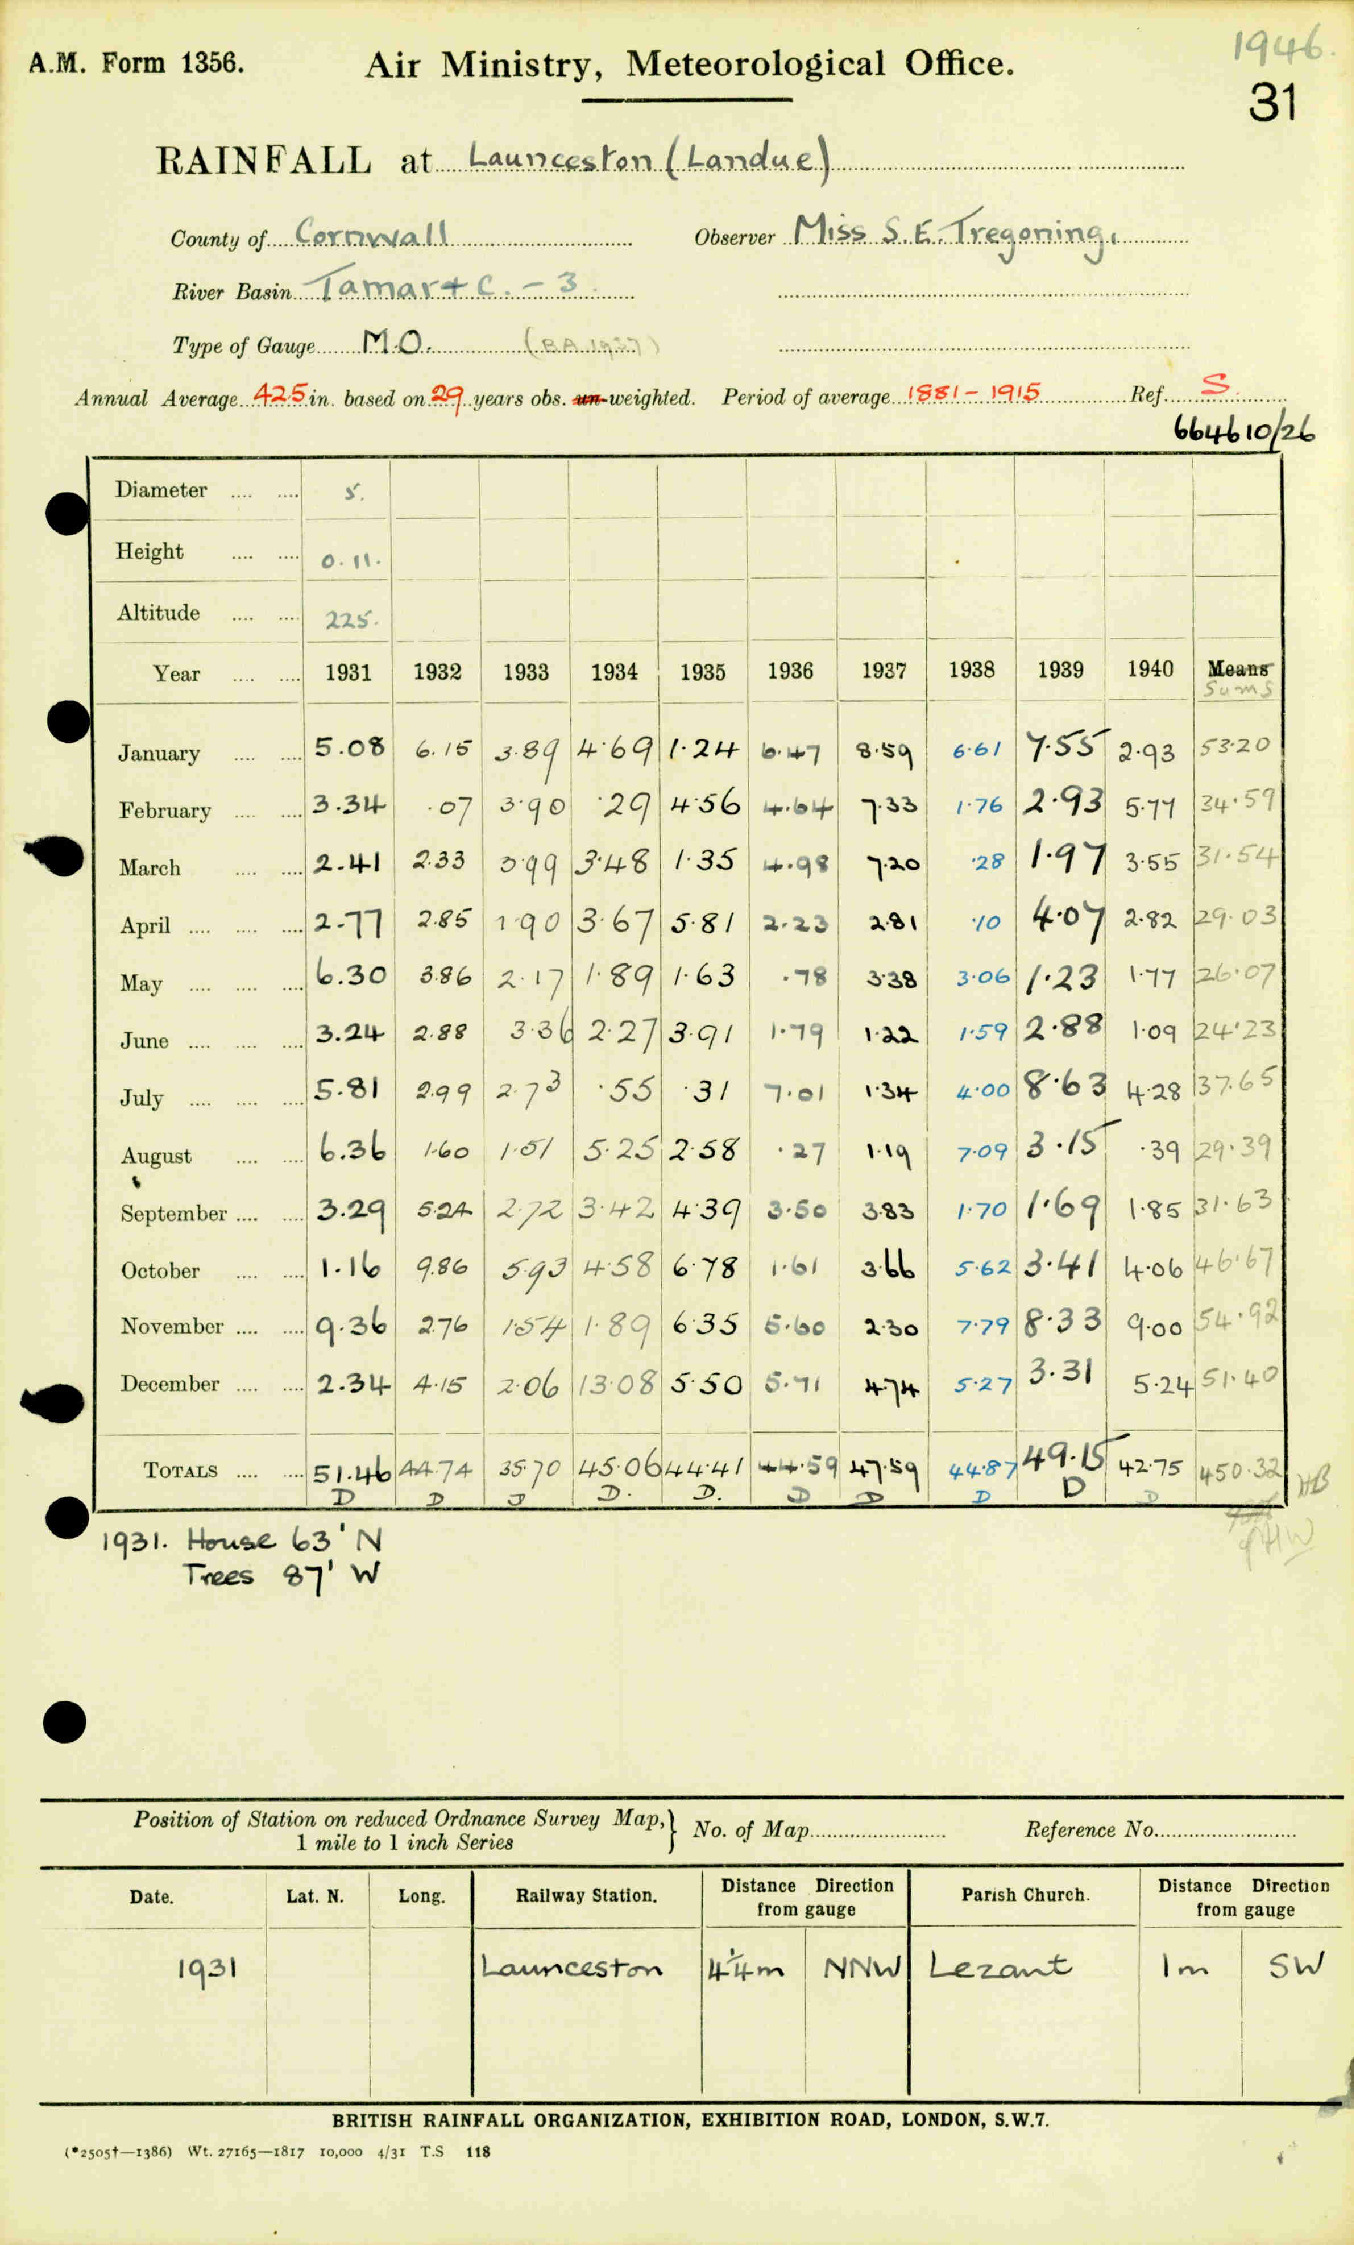 1946.
A.M. Form 1356. Air Ministry, Meteorological Office.
31
RAINFALL at Launceston (Landue)
County of Cornwall Observer Miss S.E. Tregoning,
River Basin Tamar + C. - 3
Type of Gauge M.O. (BA 1937)
Annual Average 42.5 in. based on 29 years obs. un-weighted. Period of average 1881 - 1915 Ref. S
664610/26
Diameter .... .... 5.
Height .... .... 0.11.
Altitude .... .... 225.
Year .... .... 1931 1932 1933 1934 1935 1936 1937 1938 1939 1940 Means
Sums
January .... .... 5.08 6.15 3.89 4.69 1.24 6.47 8.59 6.61 7.55 2.93 53.20
February .... .... 3.34 .07 3.90 .29 4.56 4.64 7.33 1.76 2.93 5.77 34.59
March .... .... 2.41 2.33 3.99 3.48 1.35 4.98 7.20 .28 1.97 3.55 31.54
April .... .... .... 2.77 2.85 1.90 3.67 5.81 2.23 2.81 .10 4.07 2.82 29.03
May .... .... .... 6.30 3.86 2.17 1.89 1.63 .78 3.38 3.06 1.23 1.77 26.07
June .... .... .... 3.24 2.88 3.36 2.27 3.91 1.79 1.22 1.59 2.88 1.09 24.23
July .... .... .... 5.81 2.99 2.73 .55 .31 7.01 1.34 4.00 8.63 4.28 37.65
August .... .... 6.36 1.60 1.51 5.25 2.58 .27 1.19 7.09 3.15 .39 29.39
September .... .... 3.29 5.24 2.72 3.42 4.39 3.50 3.83 1.70 1.69 1.85 31.63
October .... .... 1.16 9.86 5.93 4.58 6.78 1.61 3.66 5.62 3.41 4.06 46.67
November .... .... 9.36 2.76 1.54 1.89 6.35 5.60 2.30 7.79 8.33 9.00 54.92
December .... .... 2.34 4.15 2.06 13.08 5.50 5.71 4.74 5.27 3.31 5.24 51.40
TOTALS .... .... 51.46 44.74 35.70 45.06 44.41 44.59 47.59 44.87 49.15 42.75 450.32 HB
D D D D. D. D D D D D
1931. House 63' N
Trees 87' W
Position of Station on reduced Ordnance Survey Map, } No. of Map Reference No.
1 mile to 1 inch Series
Date. Lat. N. Long. Railway Station. Distance Direction from gauge Parish Church. Distance Direction from gauge
1931 Launceston 4¼m NNW Lezant 1m SW
BRITISH RAINFALL ORGANIZATION, EXHIBITION ROAD, LONDON, S.W.7.
(*2505†—1386) Wt. 27165—1817 10,000 4/31 T.S 118